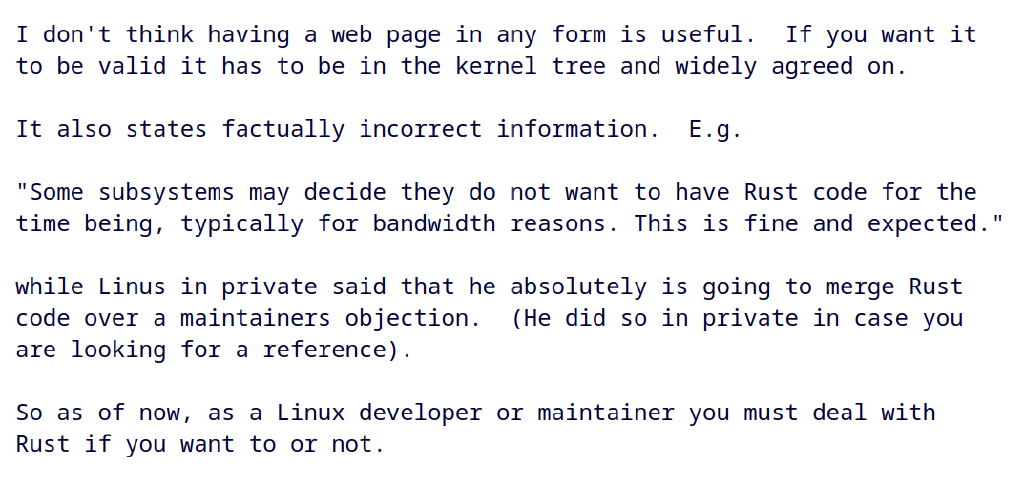 I don't think having a web page in any form is useful.  If you want it
to be valid it has to be in the kernel tree and widely agreed on.

It also states factually incorrect information.  E.g.

"Some subsystems may decide they do not want to have Rust code for the
time being, typically for bandwidth reasons. This is fine and expected."

while Linus in private said that he absolutely is going to merge Rust
code over a maintainers objection.  (He did so in private in case you
are looking for a reference).

So as of now, as a Linux developer or maintainer you must deal with
Rust if you want to or not.